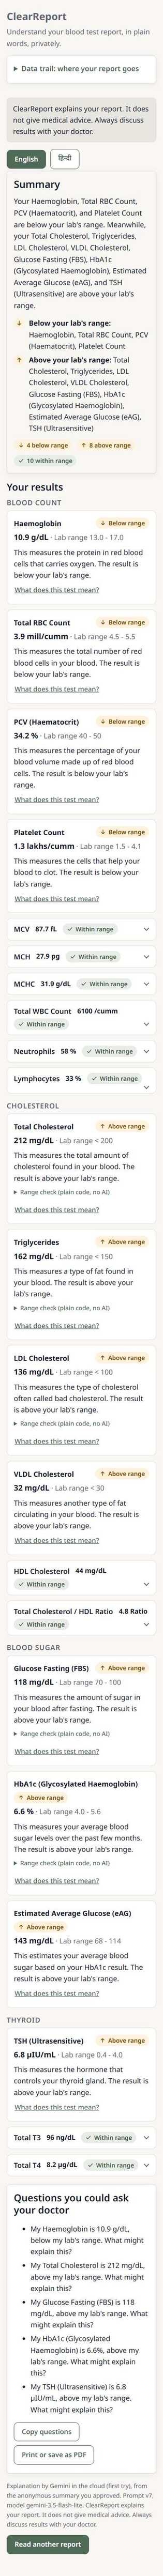 ClearReport
Understand your blood test report, in plain
words, privately.
▸ Data trail: where your report goes
ClearReport explains your report. It does
not give medical advice. Always discuss
results with your doctor.
English
हिन्दी
Summary
Your Haemoglobin, Total RBC Count,
PCV (Haematocrit), and Platelet Count
are below your lab's range. Meanwhile,
your Total Cholesterol, Triglycerides,
LDL Cholesterol, VLDL Cholesterol,
Glucose Fasting (FBS), HbA1c
(Glycosylated Haemoglobin), Estimated
Average Glucose (eAG), and TSH
(Ultrasensitive) are above your lab's
range.
↓ Below your lab's range:
Haemoglobin, Total RBC Count, PCV
(Haematocrit), Platelet Count
↑ Above your lab's range: Total
Cholesterol, Triglycerides, LDL
Cholesterol, VLDL Cholesterol,
Glucose Fasting (FBS), HbA1c
(Glycosylated Haemoglobin),
Estimated Average Glucose (eAG),
TSH (Ultrasensitive)
↓ 4 below range ↑ 8 above range
✓ 10 within range
Your results
BLOOD COUNT
Haemoglobin ↓ Below range
10.9 g/dL · Lab range 13.0 - 17.0
This measures the protein in red blood
cells that carries oxygen. The result is
below your lab's range.
What does this test mean?
Total RBC Count ↓ Below range
3.9 mill/cumm · Lab range 4.5 - 5.5
This measures the total number of red
blood cells in your blood. The result is
below your lab's range.
What does this test mean?
PCV (Haematocrit) ↓ Below range
34.2 % · Lab range 40 - 50
This measures the percentage of your
blood volume made up of red blood
cells. The result is below your lab's
range.
What does this test mean?
Platelet Count ↓ Below range
1.3 lakhs/cumm · Lab range 1.5 - 4.1
This measures the cells that help your
blood to clot. The result is below your
lab's range.
What does this test mean?
MCV 87.7 fL ✓ Within range
MCH 27.9 pg ✓ Within range
MCHC 31.9 g/dL ✓ Within range
Total WBC Count 6100 /cumm
✓ Within range
Neutrophils 58 % ✓ Within range
Lymphocytes 33 % ✓ Within range
CHOLESTEROL
Total Cholesterol ↑ Above range
212 mg/dL · Lab range < 200
This measures the total amount of
cholesterol found in your blood. The
result is above your lab's range.
▸ Range check (plain code, no AI)
What does this test mean?
Triglycerides ↑ Above range
162 mg/dL · Lab range < 150
This measures a type of fat found in
your blood. The result is above your
lab's range.
▸ Range check (plain code, no AI)
What does this test mean?
LDL Cholesterol ↑ Above range
136 mg/dL · Lab range < 100
This measures the type of cholesterol
often called bad cholesterol. The result
is above your lab's range.
▸ Range check (plain code, no AI)
What does this test mean?
VLDL Cholesterol ↑ Above range
32 mg/dL · Lab range < 30
This measures another type of fat
circulating in your blood. The result is
above your lab's range.
What does this test mean?
HDL Cholesterol 44 mg/dL
✓ Within range
Total Cholesterol / HDL Ratio 4.8 Ratio
✓ Within range
BLOOD SUGAR
Glucose Fasting (FBS) ↑ Above range
118 mg/dL · Lab range 70 - 100
This measures the amount of sugar in
your blood after fasting. The result is
above your lab's range.
▸ Range check (plain code, no AI)
What does this test mean?
HbA1c (Glycosylated Haemoglobin)
↑ Above range
6.6 % · Lab range 4.0 - 5.6
This measures your average blood
sugar levels over the past few months.
The result is above your lab's range.
▸ Range check (plain code, no AI)
What does this test mean?
Estimated Average Glucose (eAG)
↑ Above range
143 mg/dL · Lab range 68 - 114
This estimates your average blood
sugar based on your HbA1c result. The
result is above your lab's range.
What does this test mean?
THYROID
TSH (Ultrasensitive) ↑ Above range
6.8 µIU/mL · Lab range 0.4 - 4.0
This measures the hormone that
controls your thyroid gland. The result is
above your lab's range.
What does this test mean?
Total T3 96 ng/dL ✓ Within range
Total T4 8.2 µg/dL ✓ Within range
Questions you could ask
your doctor
• My Haemoglobin is 10.9 g/dL,
below my lab's range. What might
explain this?
• My Total Cholesterol is 212 mg/dL,
above my lab's range. What might
explain this?
• My Glucose Fasting (FBS) is 118
mg/dL, above my lab's range. What
might explain this?
• My HbA1c (Glycosylated
Haemoglobin) is 6.6%, above my
lab's range. What might explain
this?
• My TSH (Ultrasensitive) is 6.8
µIU/mL, above my lab's range.
What might explain this?
Copy questions
Print or save as PDF
Explanation by Gemini in the cloud (first try), from
the anonymous summary you approved. Prompt v7,
model gemini-3.5-flash-lite. ClearReport explains
your report. It does not give medical advice. Always
discuss results with your doctor.
Read another report